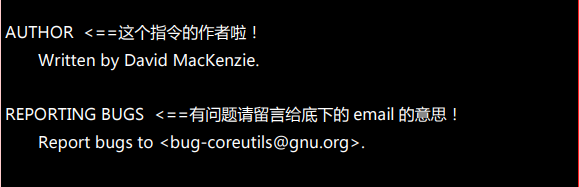 AUTHOR <==这个指令的作者啦！
Written by David MacKenzie.
REPORTING BUGS <==有问题请留言给底下的 email 的意思！
Report bugs to <bug-coreutils@gnu.org>.